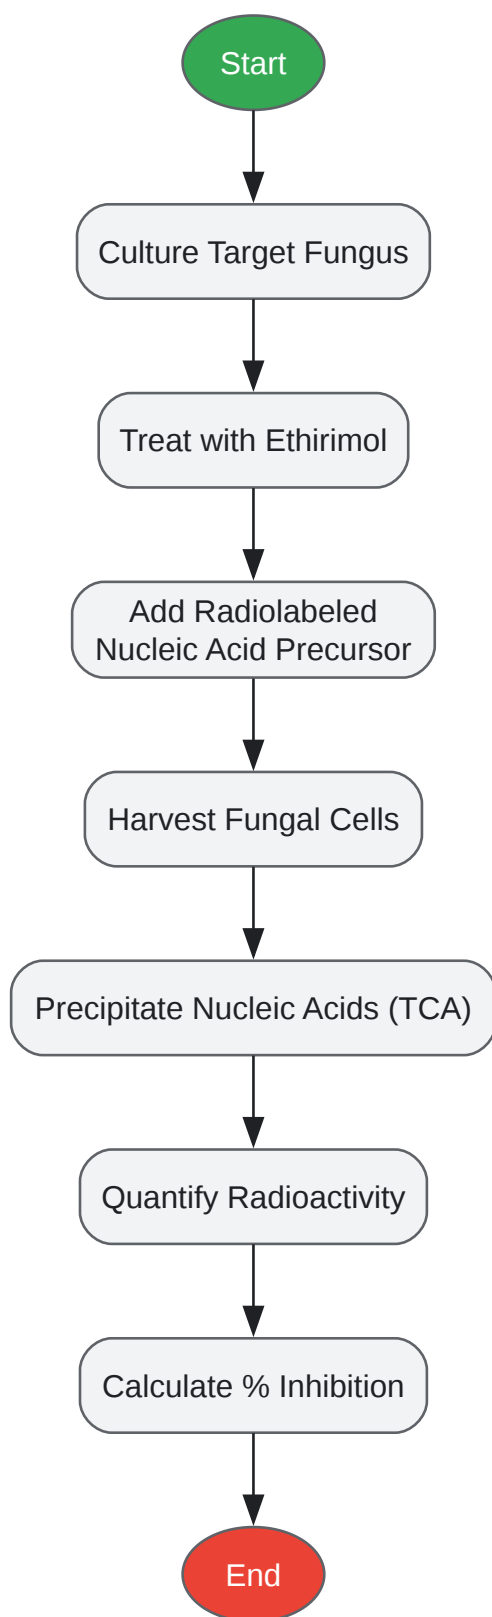 Start
Culture Target Fungus
Treat with Ethirimol
Add Radiolabeled
Nucleic Acid Precursor
Harvest Fungal Cells
Precipitate Nucleic Acids (TCA)
Quantify Radioactivity
Calculate % Inhibition
End